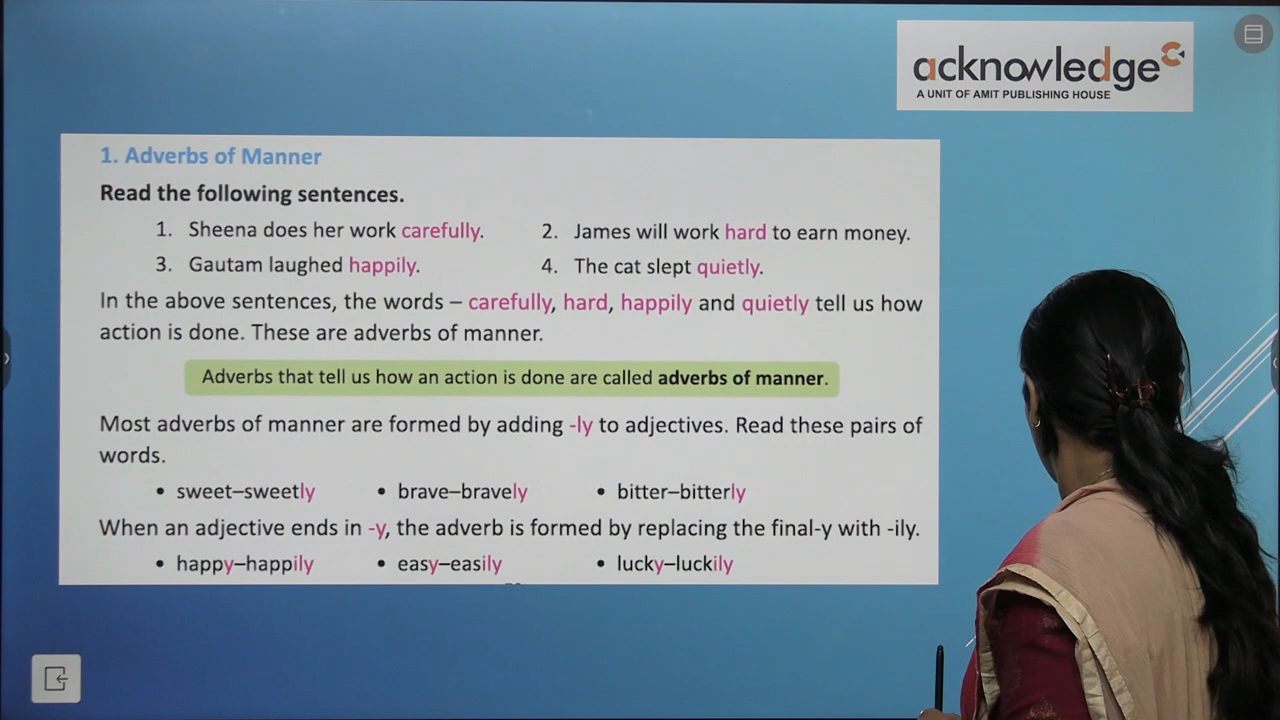 acknowledge
A UNIT OF AMIT PUBLISHING HOUSE
1. Adverbs of Manner
Read the following sentences.
1. Sheena does her work carefully. 2. James will work hard to earn money.
3. Gautam laughed happily. 4. The cat slept quietly.
In the above sentences, the words – carefully, hard, happily and quietly tell us how
action is done. These are adverbs of manner.
Adverbs that tell us how an action is done are called adverbs of manner.
Most adverbs of manner are formed by adding -ly to adjectives. Read these pairs of
words.
• sweet–sweetly • brave–bravely • bitter–bitterly
When an adjective ends in -y, the adverb is formed by replacing the final-y with -ily.
• happy–happily • easy–easily • lucky–luckily